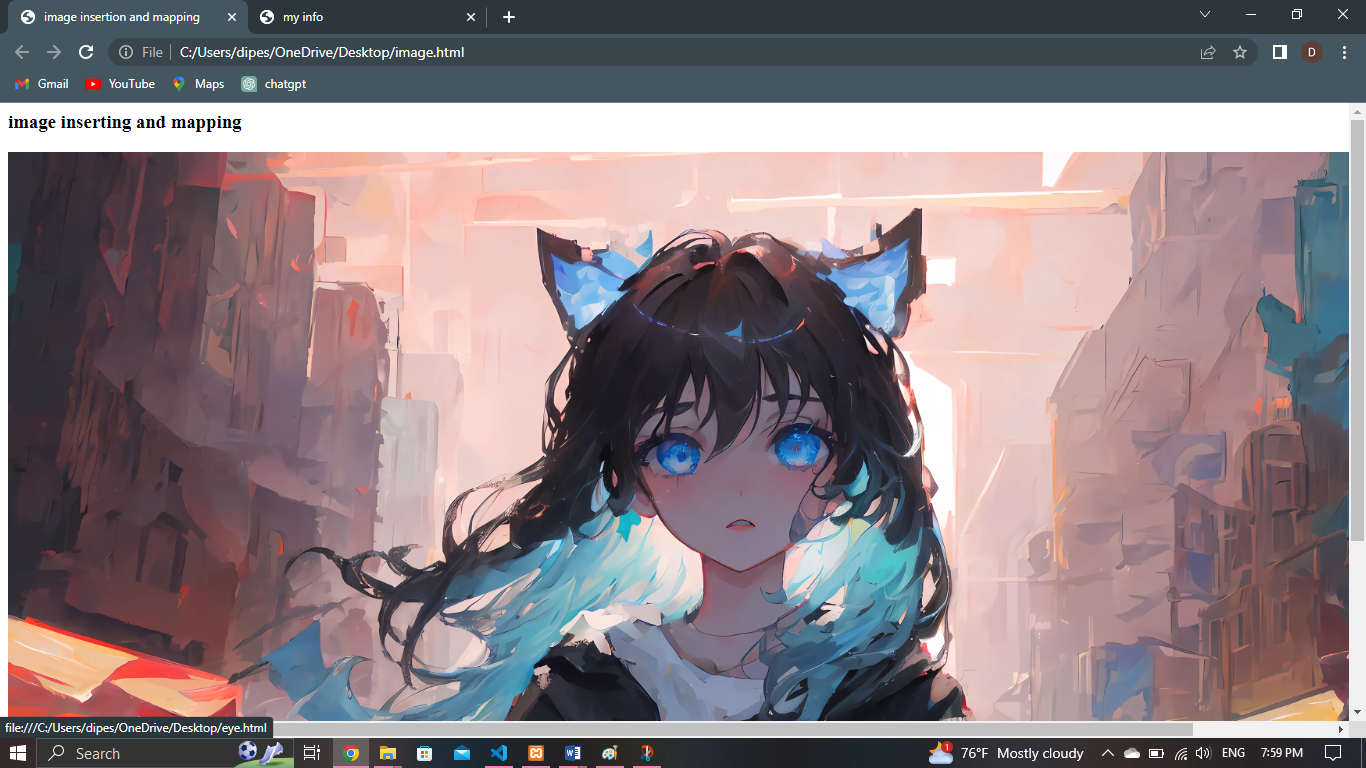 image insertion and mapping
my info
File
C:/Users/dipes/OneDrive/Desktop/image.html
D
Gmail
YouTube
Maps
chatgpt
image inserting and mapping
file:///C:/Users/dipes/OneDrive/Desktop/eye.html
Search
1
76°F Mostly cloudy
ENG
7:59 PM